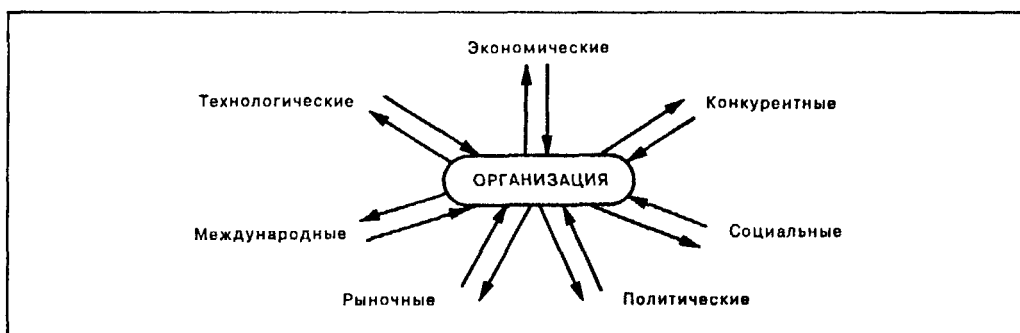 Экономические
Технологические
Конкурентные
ОРГАНИЗАЦИЯ
Международные
Социальные
Рыночные
Политические